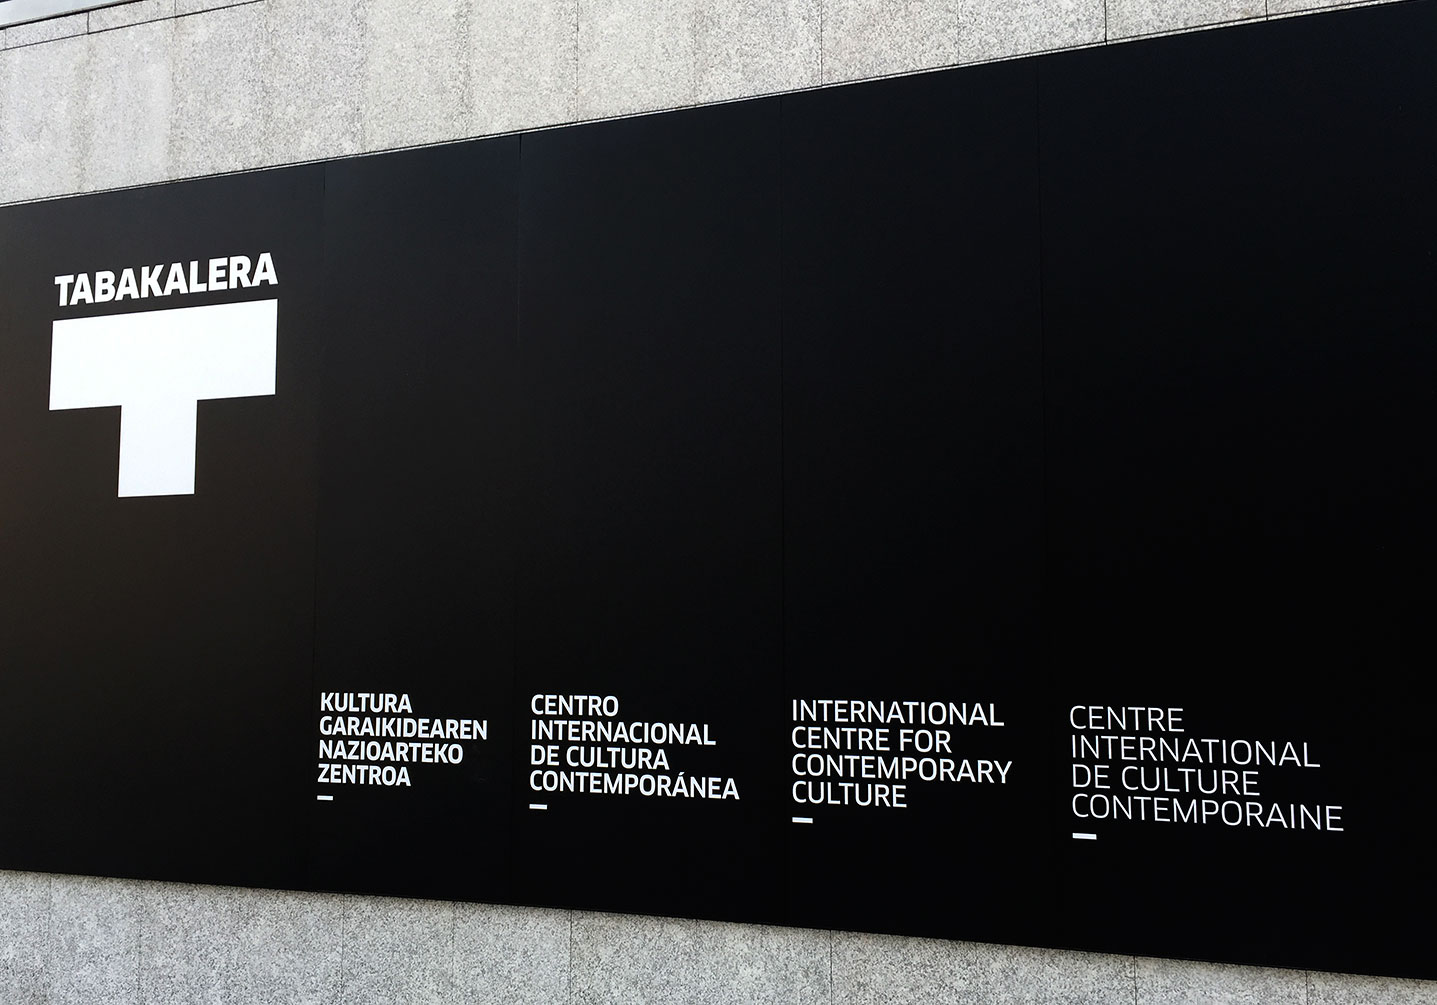 TABAKALERA
T
KULTURA
GARAIKIDEAREN
NAZIOARTEKO
ZENTROA
CENTRO
INTERNACIONAL
DE CULTURA
CONTEMPORÁNEA
INTERNATIONAL
CENTRE FOR
CONTEMPORARY
CULTURE
CENTRE
INTERNATIONAL
DE CULTURE
CONTEMPORAINE